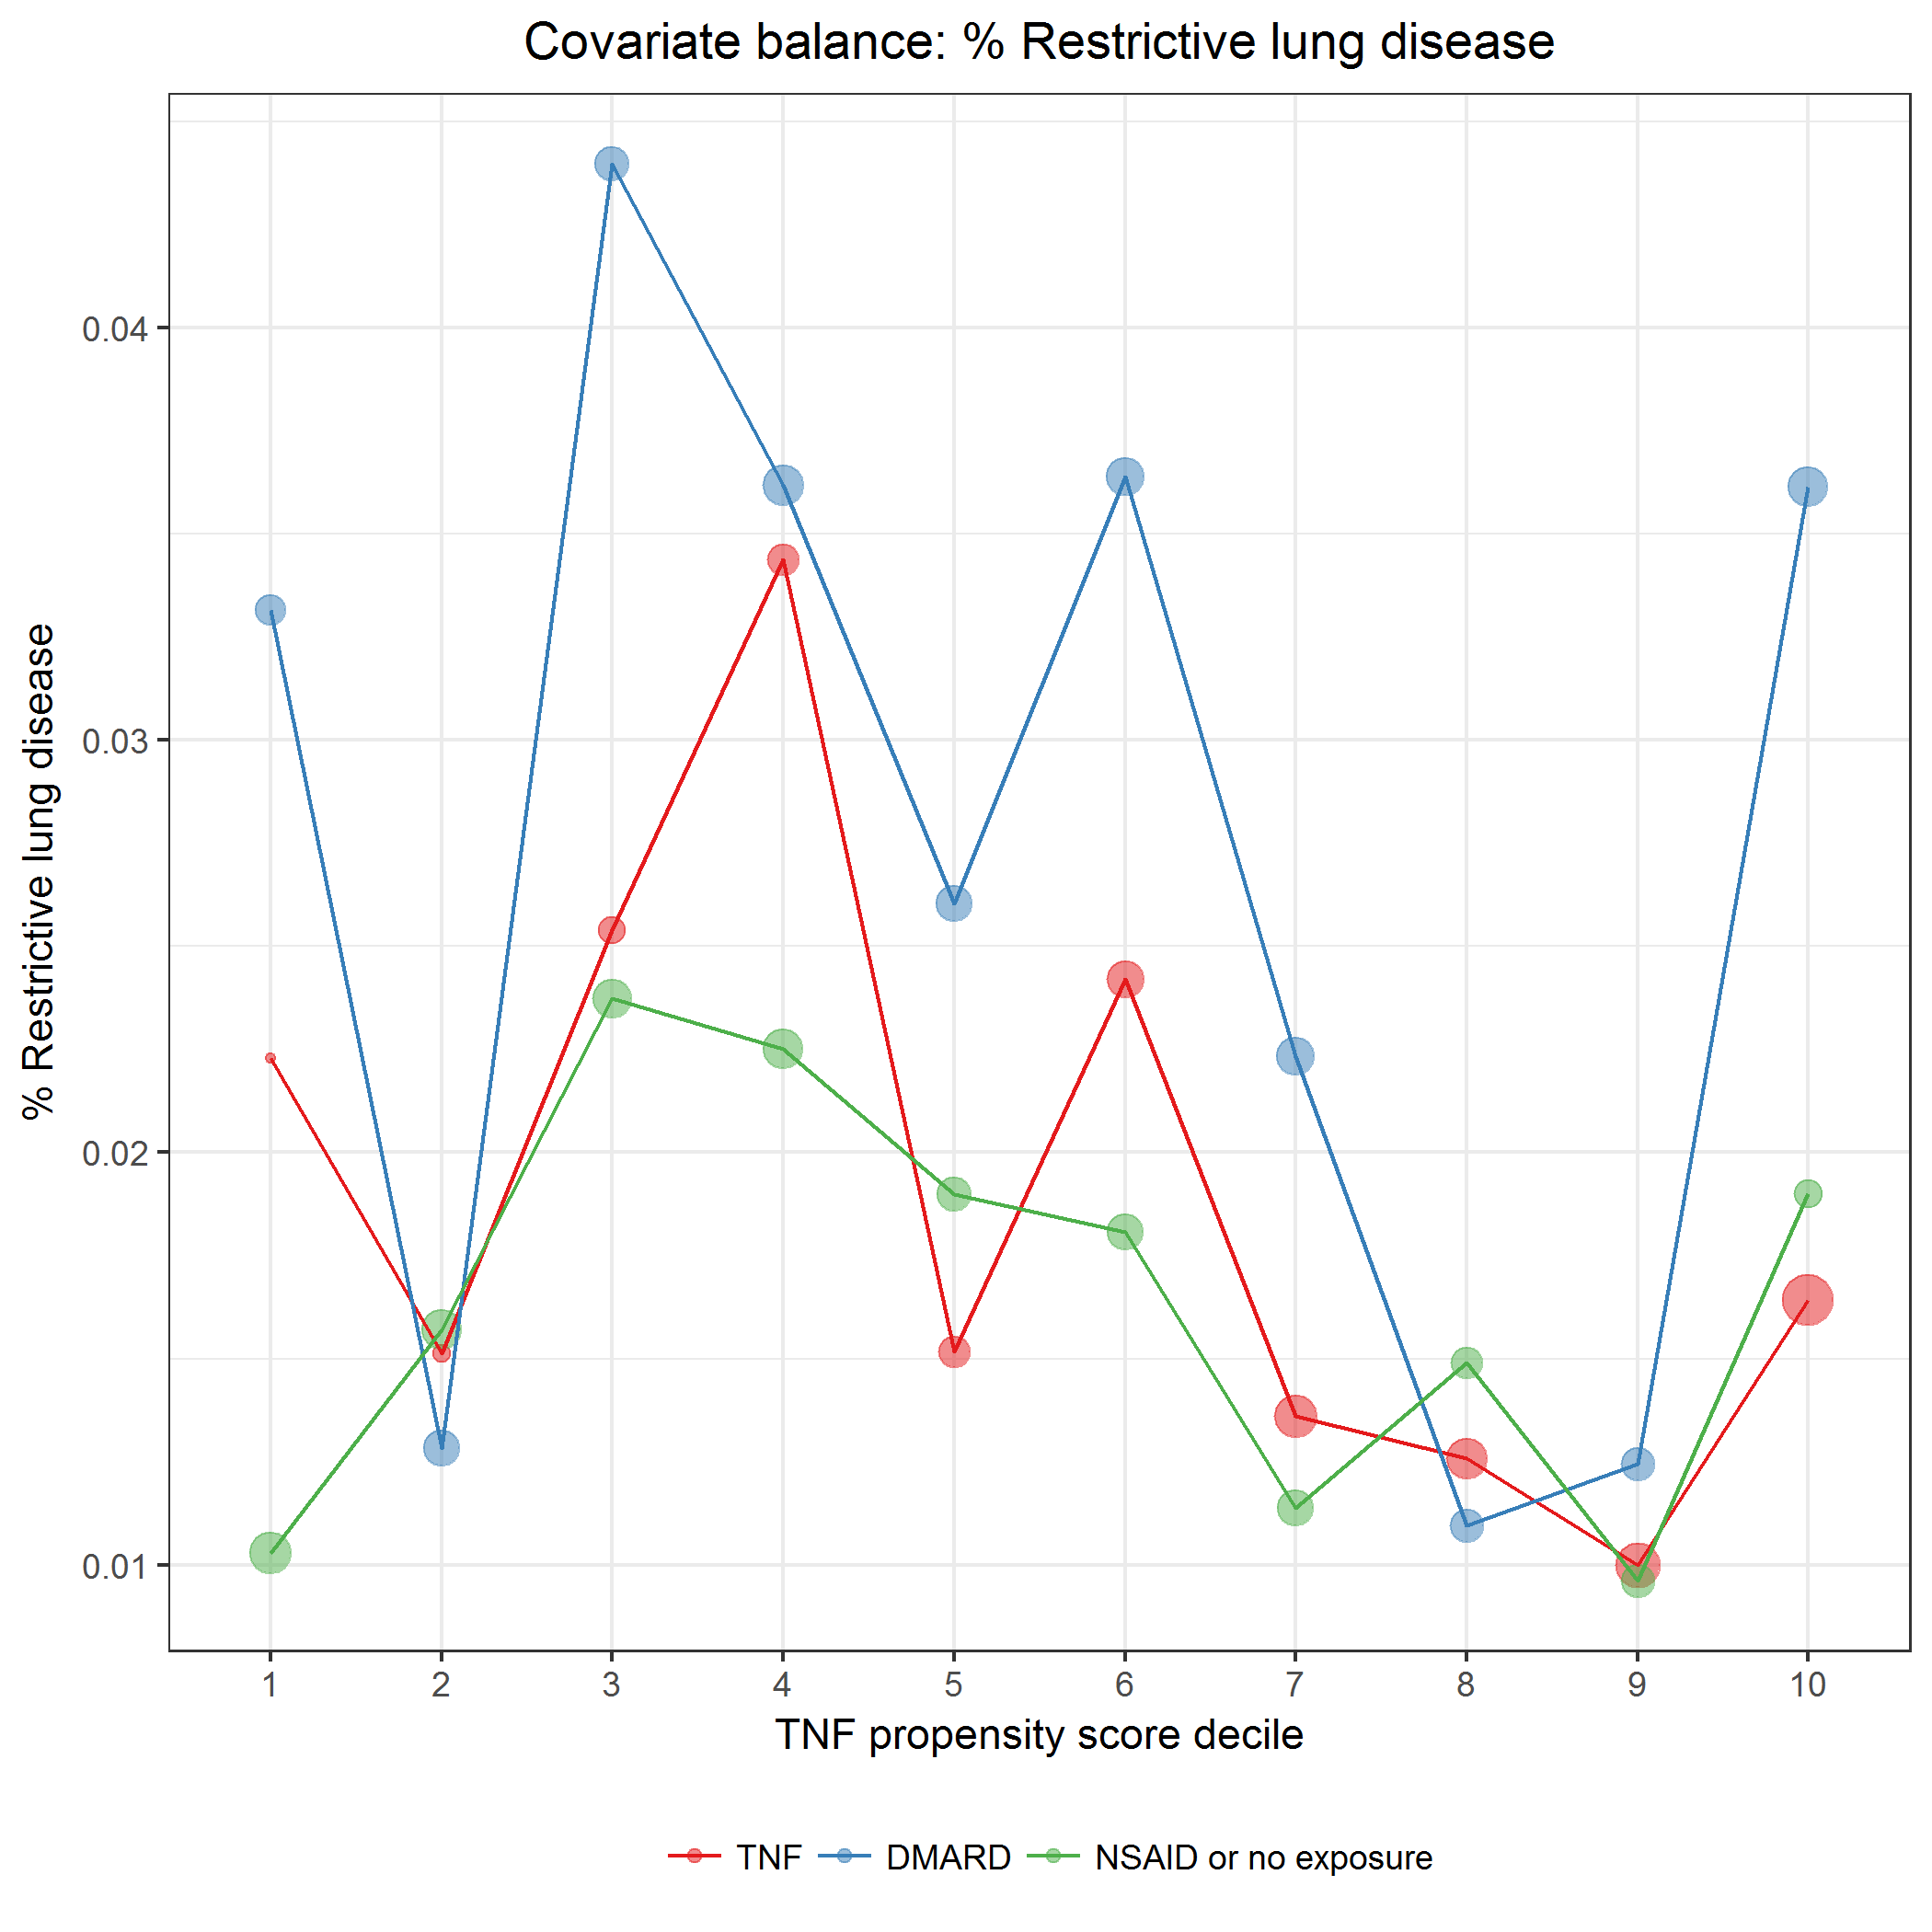 Covariate balance: % Restrictive lung disease
% Restrictive lung disease
0.04
0.03
0.02
0.01
1 2 3 4 5 6 7 8 9 10
TNF propensity score decile
TNF DMARD NSAID or no exposure